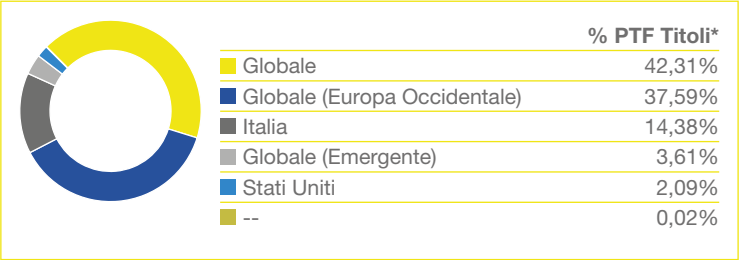 % PTF Titoli*
Globale 42,31%
Globale (Europa Occidentale) 37,59%
Italia 14,38%
Globale (Emergente) 3,61%
Stati Uniti 2,09%
-- 0,02%